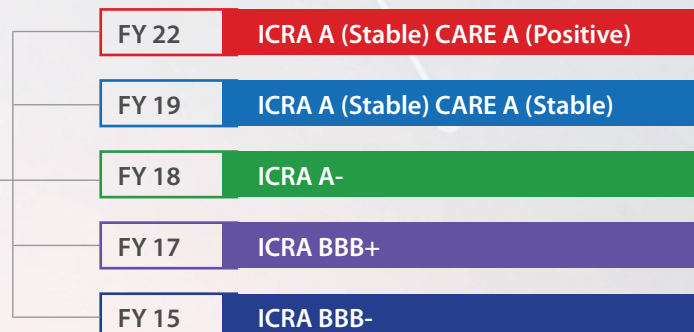 FY 22 ICRA A (Stable) CARE A (Positive)
FY 19 ICRA A (Stable) CARE A (Stable)
FY 18 ICRA A-
FY 17 ICRA BBB+
FY 15 ICRA BBB-